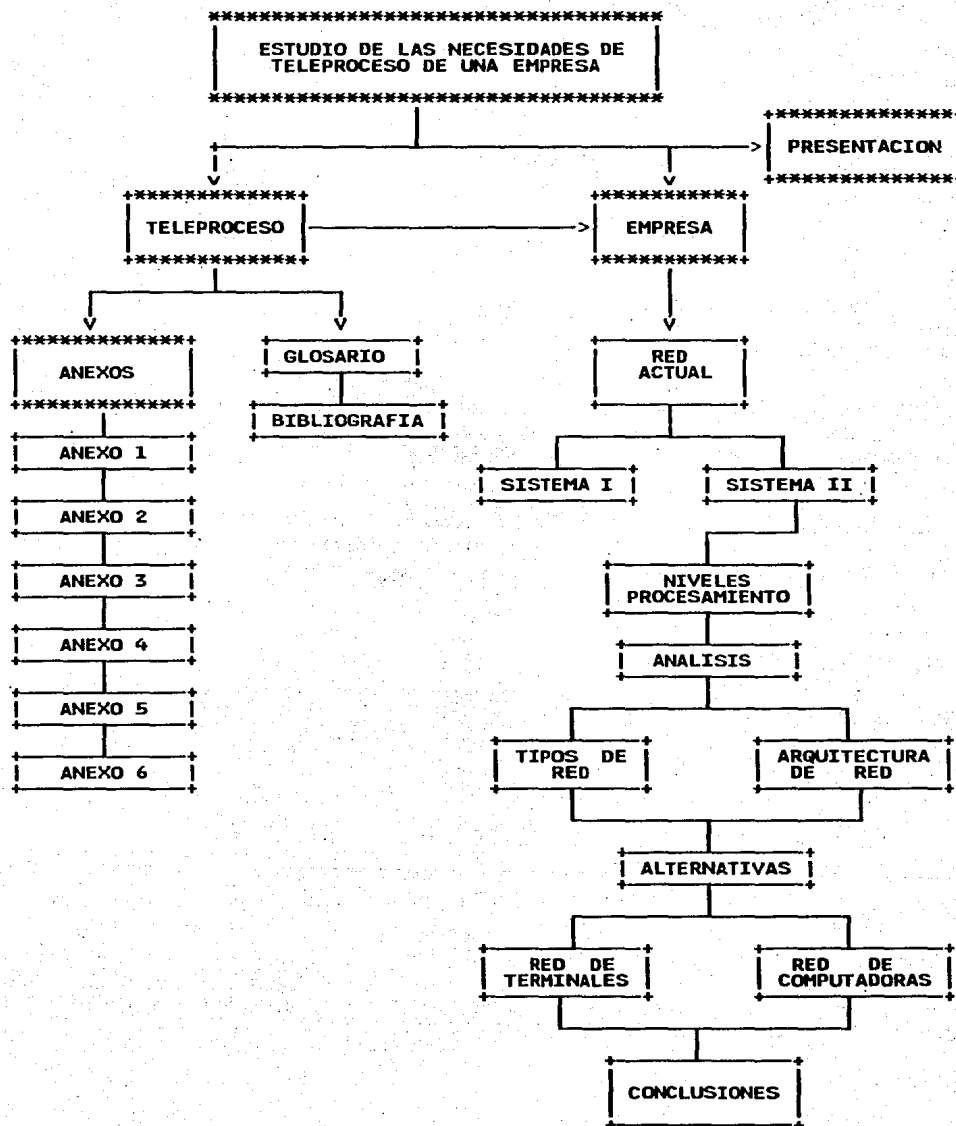 ESTUDIO DE LAS NECESIDADES DE
TELEPROCESO DE UNA EMPRESA
PRESENTACION
TELEPROCESO
EMPRESA
ANEXOS
GLOSARIO
RED
ACTUAL
BIBLIOGRAFIA
ANEXO 1
SISTEMA I
SISTEMA II
ANEXO 2
ANEXO 3
NIVELES
PROCESAMIENTO
ANEXO 4
ANALISIS
ANEXO 5
TIPOS DE
RED
ARQUITECTURA
DE RED
ANEXO 6
ALTERNATIVAS
RED DE
TERMINALES
RED DE
COMPUTADORAS
CONCLUSIONES